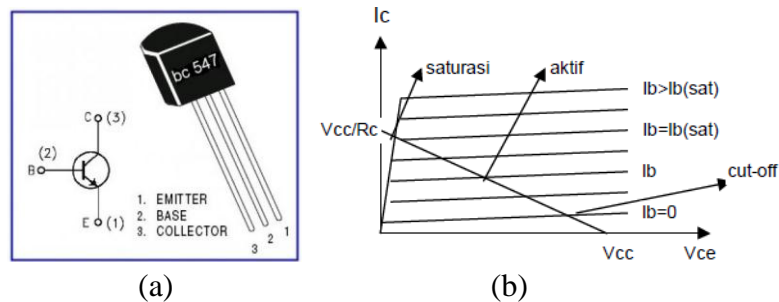 bc 547
C (3)
(2)
B
E (1)
1. EMITTER
2. BASE
3. COLLECTOR
1
2
3
(a)
Ic
saturasi
aktif
Ib>Ib(sat)
Vcc/Rc
Ib=Ib(sat)
Ib
cut-off
Ib=0
Vcc
Vce
(b)